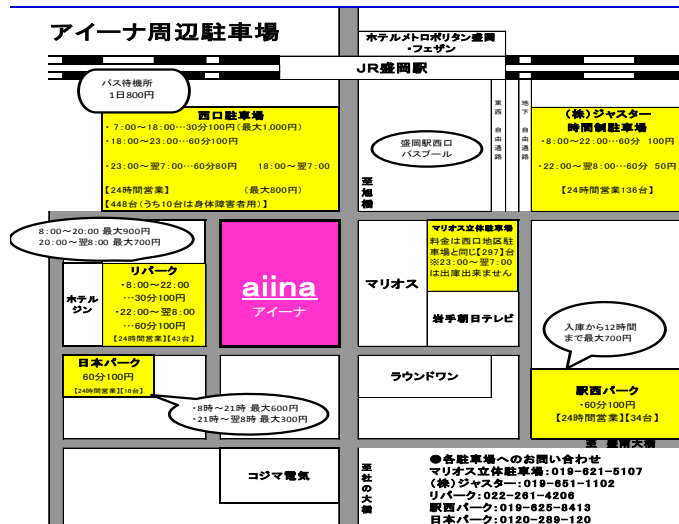 アイーナ周辺駐車場
ホテルメトロポリタン盛岡
・フェザン
JR盛岡駅
バス待機所
1日800円
西口駐車場
・7:00～18:00…30分100円(最大1,000円)
・18:00～23:00…60分100円
・23:00～翌7:00…60分80円　18:00～翌7:00
【24時間営業】　(最大800円)
【448台(うち10台は身体障害者用)】
至旭橋
盛岡駅西口
バスプール
東西自由通路
地下自由通路
(株)ジャスター
時間制駐車場
・8:00～22:00…60分 100円
・22:00～翌8:00…60分 50円
【24時間営業136台】
8:00～20:00 最大900円
20:00～翌8:00 最大700円
ホテル
ジン
リパーク
・8:00～22:00
…30分100円
・22:00～翌8:00
…60分100円
【24時間営業】【43台】
aiina
アイーナ
マリオス
マリオス立体駐車場
料金は西口地区駐
車場と同じ【297】台
※23:00～翌7:00
は出庫出来ません
岩手朝日テレビ
入庫から12時間
まで最大700円
日本パーク
60分100円
【24時間営業】【18台】
・8時～21時 最大600円
・21時～翌8時 最大300円
ラウンドワン
駅西パーク
・60分100円
【24時間営業】【34台】
至 盛南大橋
コジマ電気
至杜の大橋
●各駐車場へのお問い合わせ
マリオス立体駐車場:019-621-5107
(株)ジャスター:019-651-1102
リパーク:022-261-4206
駅西パーク:019-625-8413
日本パーク:0120-289-120